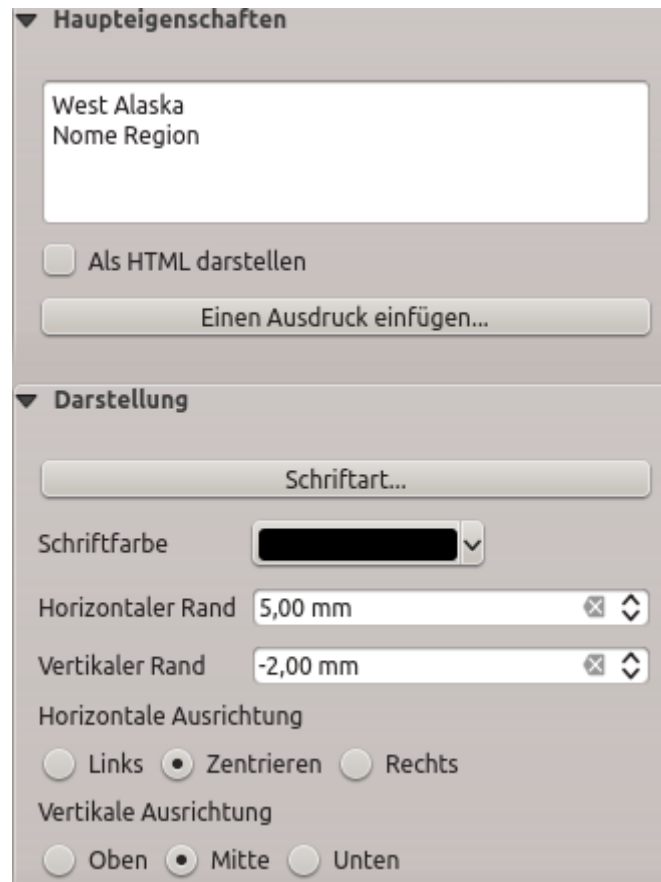 Haupteigenschaften
West Alaska
Nome Region
Als HTML darstellen
Einen Ausdruck einfügen...
Darstellung
Schriftart...
Schriftfarbe
Horizontaler Rand 5,00 mm
Vertikaler Rand -2,00 mm
Horizontale Ausrichtung
Links Zentrieren Rechts
Vertikale Ausrichtung
Oben Mitte Unten